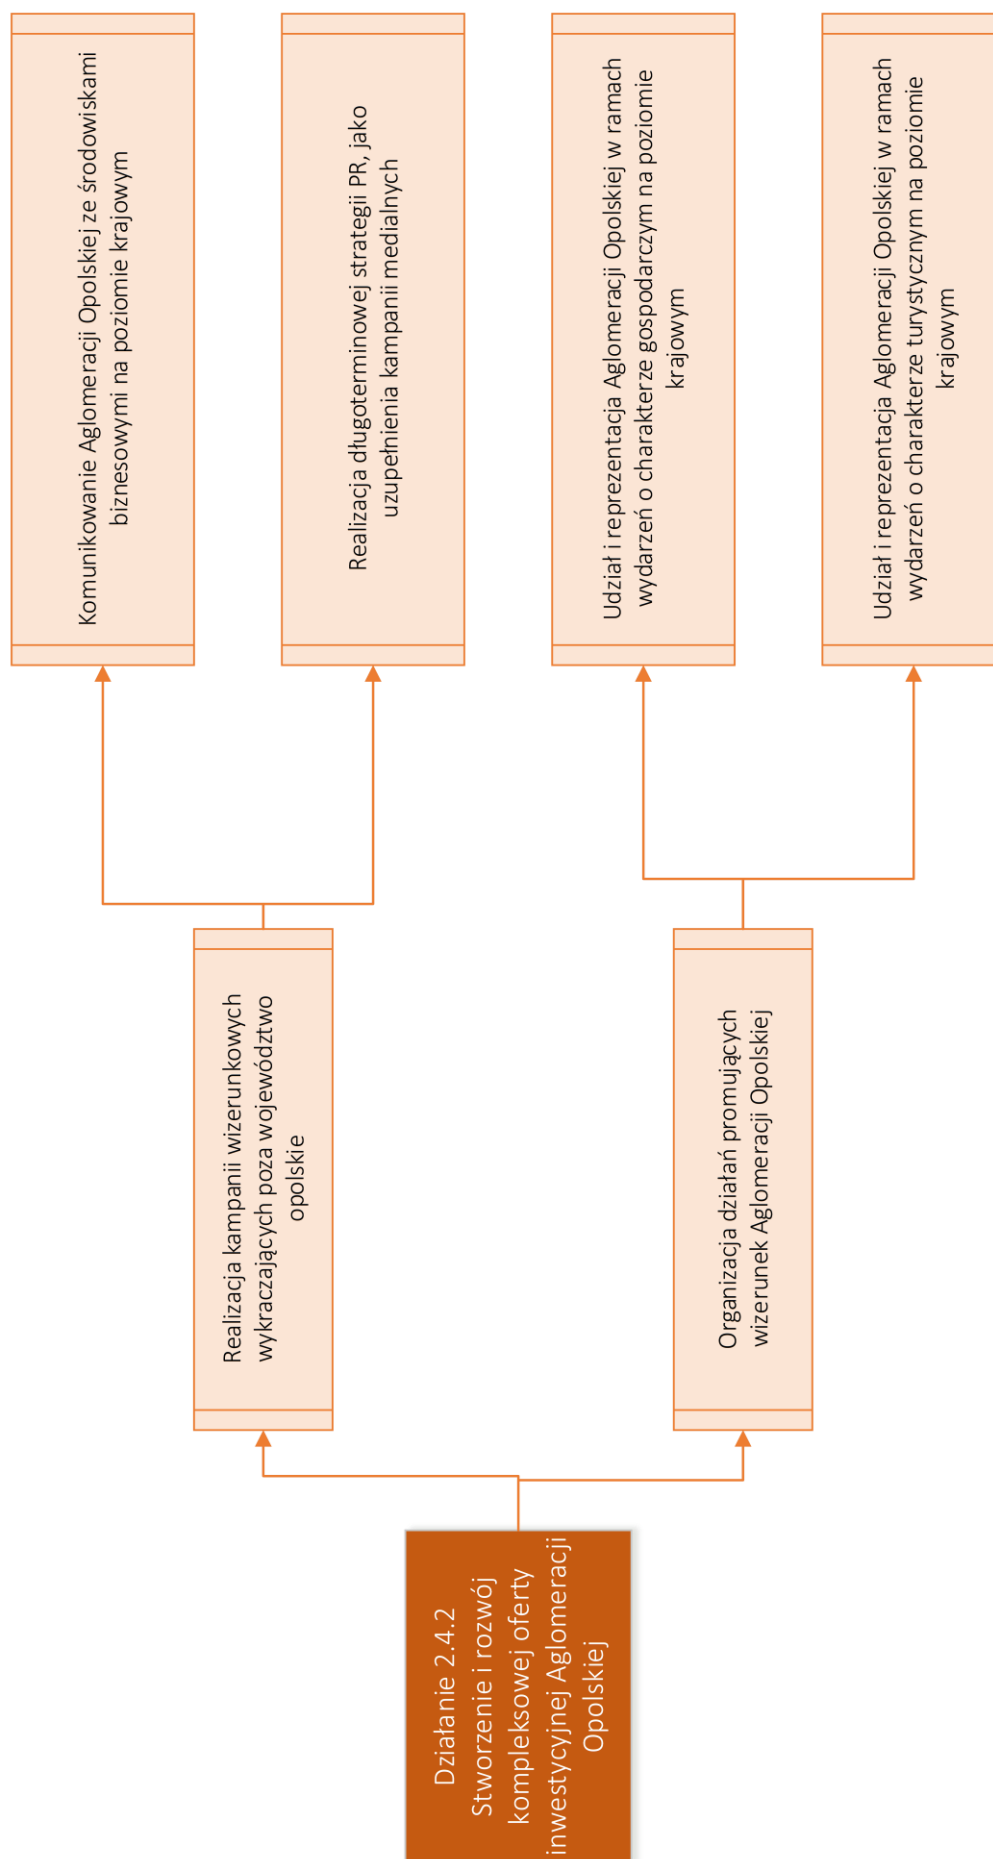 Działanie 2.4.2
Stworzenie i rozwój
kompleksowej oferty
inwestycyjnej Aglomeracji
Opolskiej
Realizacja kampanii wizerunkowych
wykraczających poza województwo
opolskie
Komunikowanie Aglomeracji Opolskiej ze środowiskami
biznesowymi na poziomie krajowym
Realizacja długoterminowej strategii PR, jako
uzupełnienia kampanii medialnych
Organizacja działań promujących
wizerunek Aglomeracji Opolskiej
Udział i reprezentacja Aglomeracji Opolskiej w ramach
wydarzeń o charakterze gospodarczym na poziomie
krajowym
Udział i reprezentacja Aglomeracji Opolskiej w ramach
wydarzeń o charakterze turystycznym na poziomie
krajowym